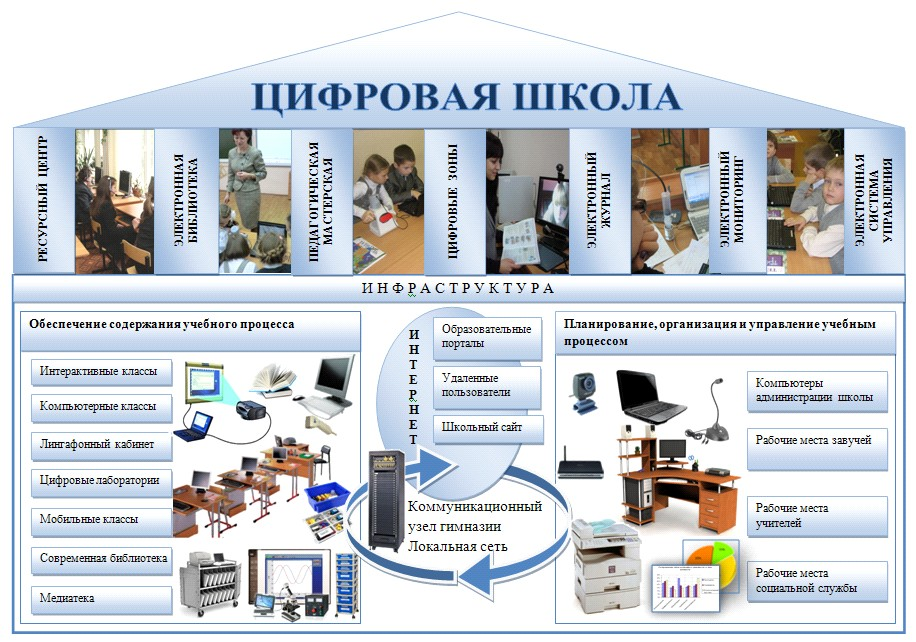 ЦИФРОВАЯ ШКОЛА
РЕСУРСНЫЙ ЦЕНТР
ЭЛЕКТРОННАЯ
БИБЛИОТЕКА
ПЕДАГОГИЧЕСКАЯ
МАСТЕРСКАЯ
ЦИФРОВЫЕ ЗОНЫ
ЭЛЕКТРОННЫЙ
ЖУРНАЛ
ЭЛЕКТРОННЫЙ
МОНИТОРИНГ
ЭЛЕКТРОННАЯ
СИСТЕМА
УПРАВЛЕНИЯ
ИНФРАСТРУКТУРА
Обеспечение содержания учебного процесса
Интерактивные классы
Компьютерные классы
Лингафонный кабинет
Цифровые лаборатории
Мобильные классы
Современная библиотека
Медиатека
ИНТЕРНЕТ
Образовательные
порталы
Удаленные
пользователи
Школьный сайт
Коммуникационный
узел гимназии
Локальная сеть
Планирование, организация и управление учебным
процессом
Компьютеры
администрации школы
Рабочие места завучей
Рабочие места
учителей
Рабочие места
социальной службы